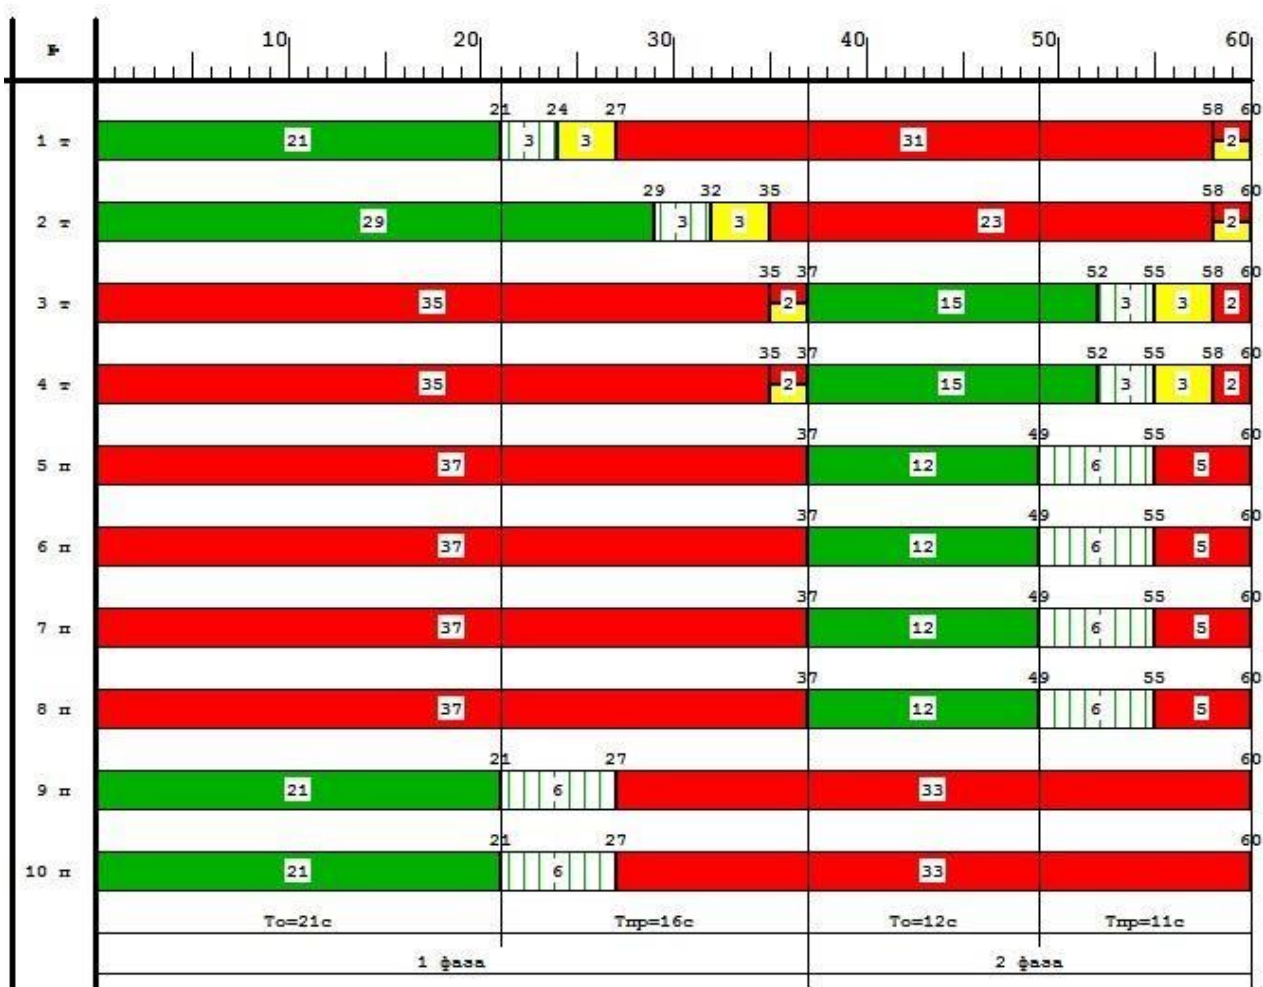 № 10 20 30 40 50 60
21 24 27 58 60
1 т 21 3 3 31 2
29 32 35 58 60
2 т 29 3 3 23 2
35 37 52 55 58 60
3 т 35 2 15 3 3 2
35 37 52 55 58 60
4 т 35 2 15 3 3 2
37 49 55 60
5 п 37 12 6 5
37 49 55 60
6 п 37 12 6 5
37 49 55 60
7 п 37 12 6 5
37 49 55 60
8 п 37 12 6 5
21 27 60
9 п 21 6 33
21 27 60
10 п 21 6 33
То=21с Тпр=16с То=12с Тпр=11с
1 фаза 2 фаза